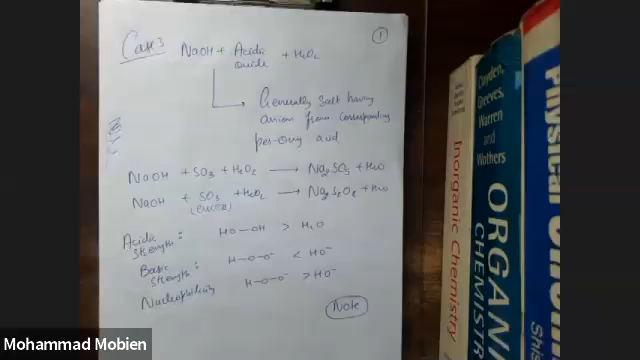 ①
Case 3 NaOH + Acidic oxide + H2O2
Generally salt having
anion from corresponding
per-oxy acid
NaOH + SO3 + H2O2 → Na2SO5 + H2O
NaOH + SO3 + H2O2 → Na2S2O8 + H2O
Acidic strength : HO—OH > H2O
Basic strength : H-O-O- < HO-
Nucleophilicity H-O-O- > HO-
Note
Inorganic Chemistry
Clayden,
Greeves,
Warren
and
Wothers
ORGANIC
CHEMISTRY
Physical
Mohammad Mobien